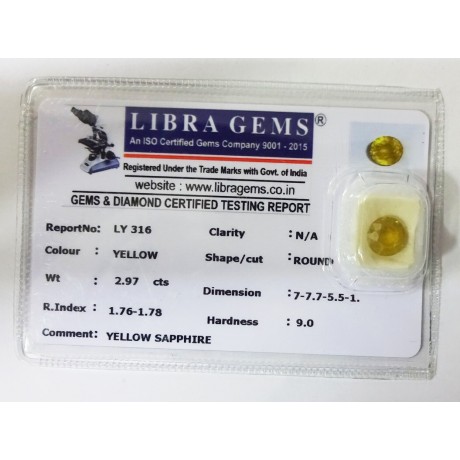 LIBRA GEMS®
An ISO Certified Gems Company 9001 - 2015
Registered Under the Trade Marks with Govt. of India
website : www.libragems.co.in
GEMS & DIAMOND CERTIFIED TESTING REPORT
ReportNo: LY 316
Colour : YELLOW
Wt : 2.97 cts
R.Index : 1.76-1.78
Comment: YELLOW SAPPHIRE
Clarity : N/A
Shape/cut : ROUND
Dimension : 7-7.7-5.5-1.
Hardness : 9.0